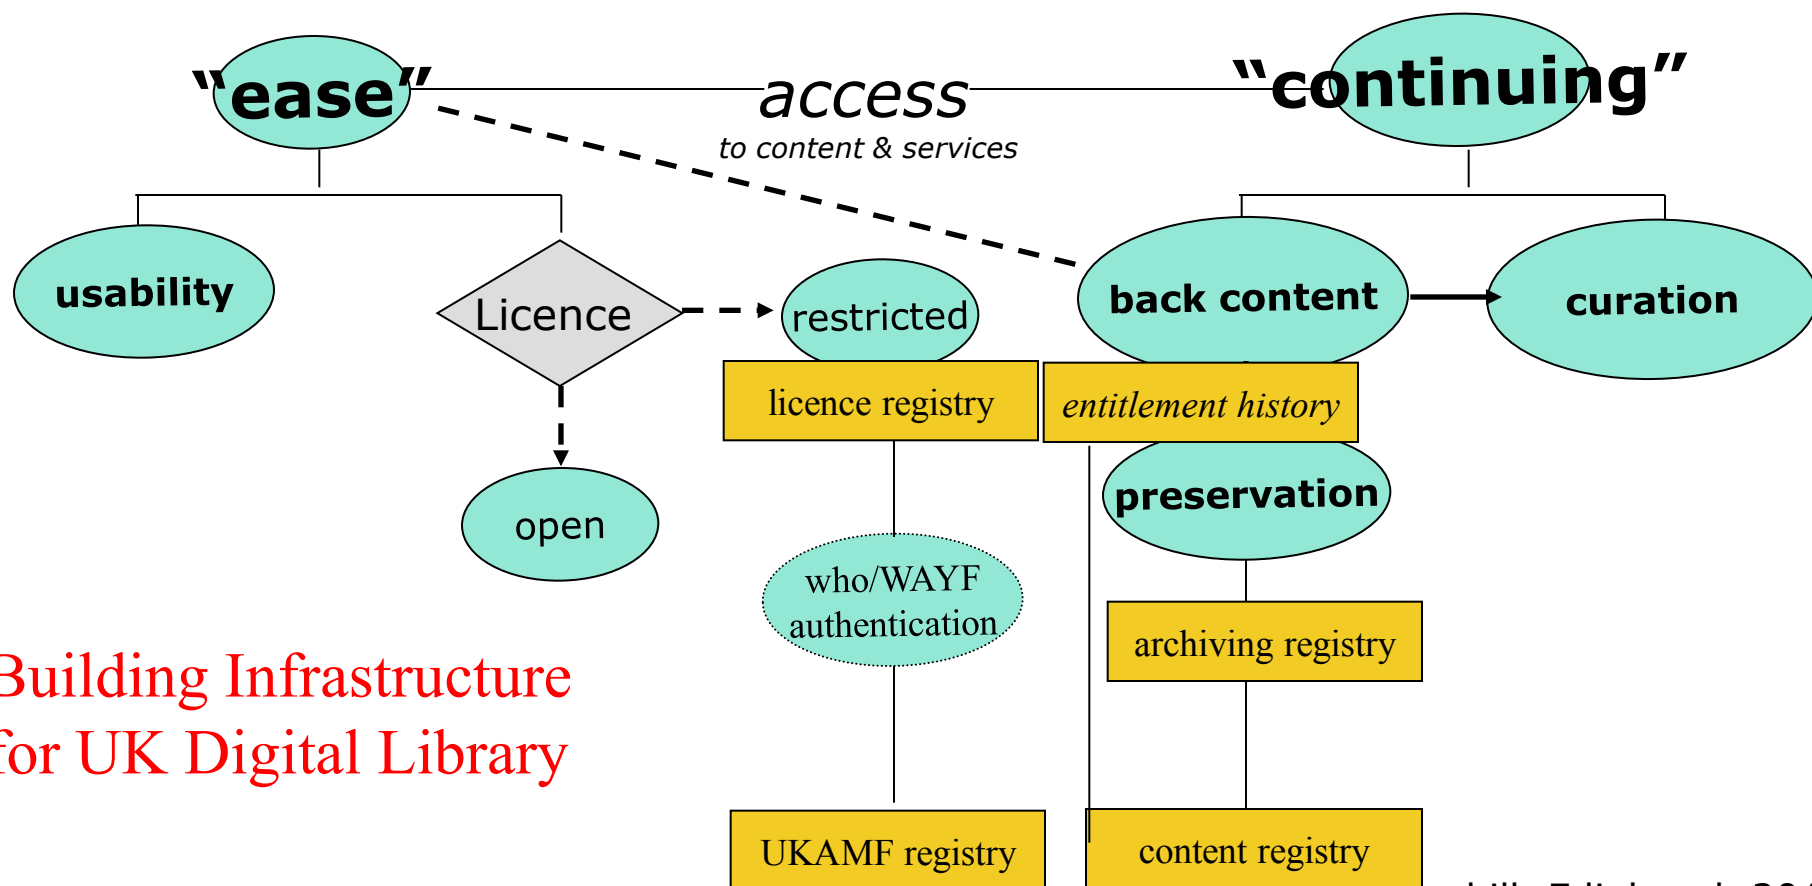 “ease”
access
“continuing”
to content & services
usability
Licence
restricted
back content
curation
licence registry
entitlement history
preservation
open
who/WAYF
authentication
archiving registry
Building Infrastructure
for UK Digital Library
UKAMF registry
content registry